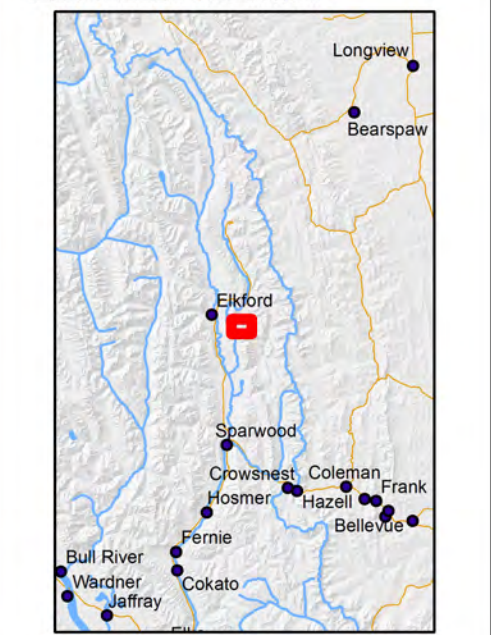 Longview
Bearspaw
Elkford
Sparwood
Crowsnest
Coleman
Hazell
Frank
Hosmer
Bellevue
Fernie
Bull River
Cokato
Wardner
Jaffray